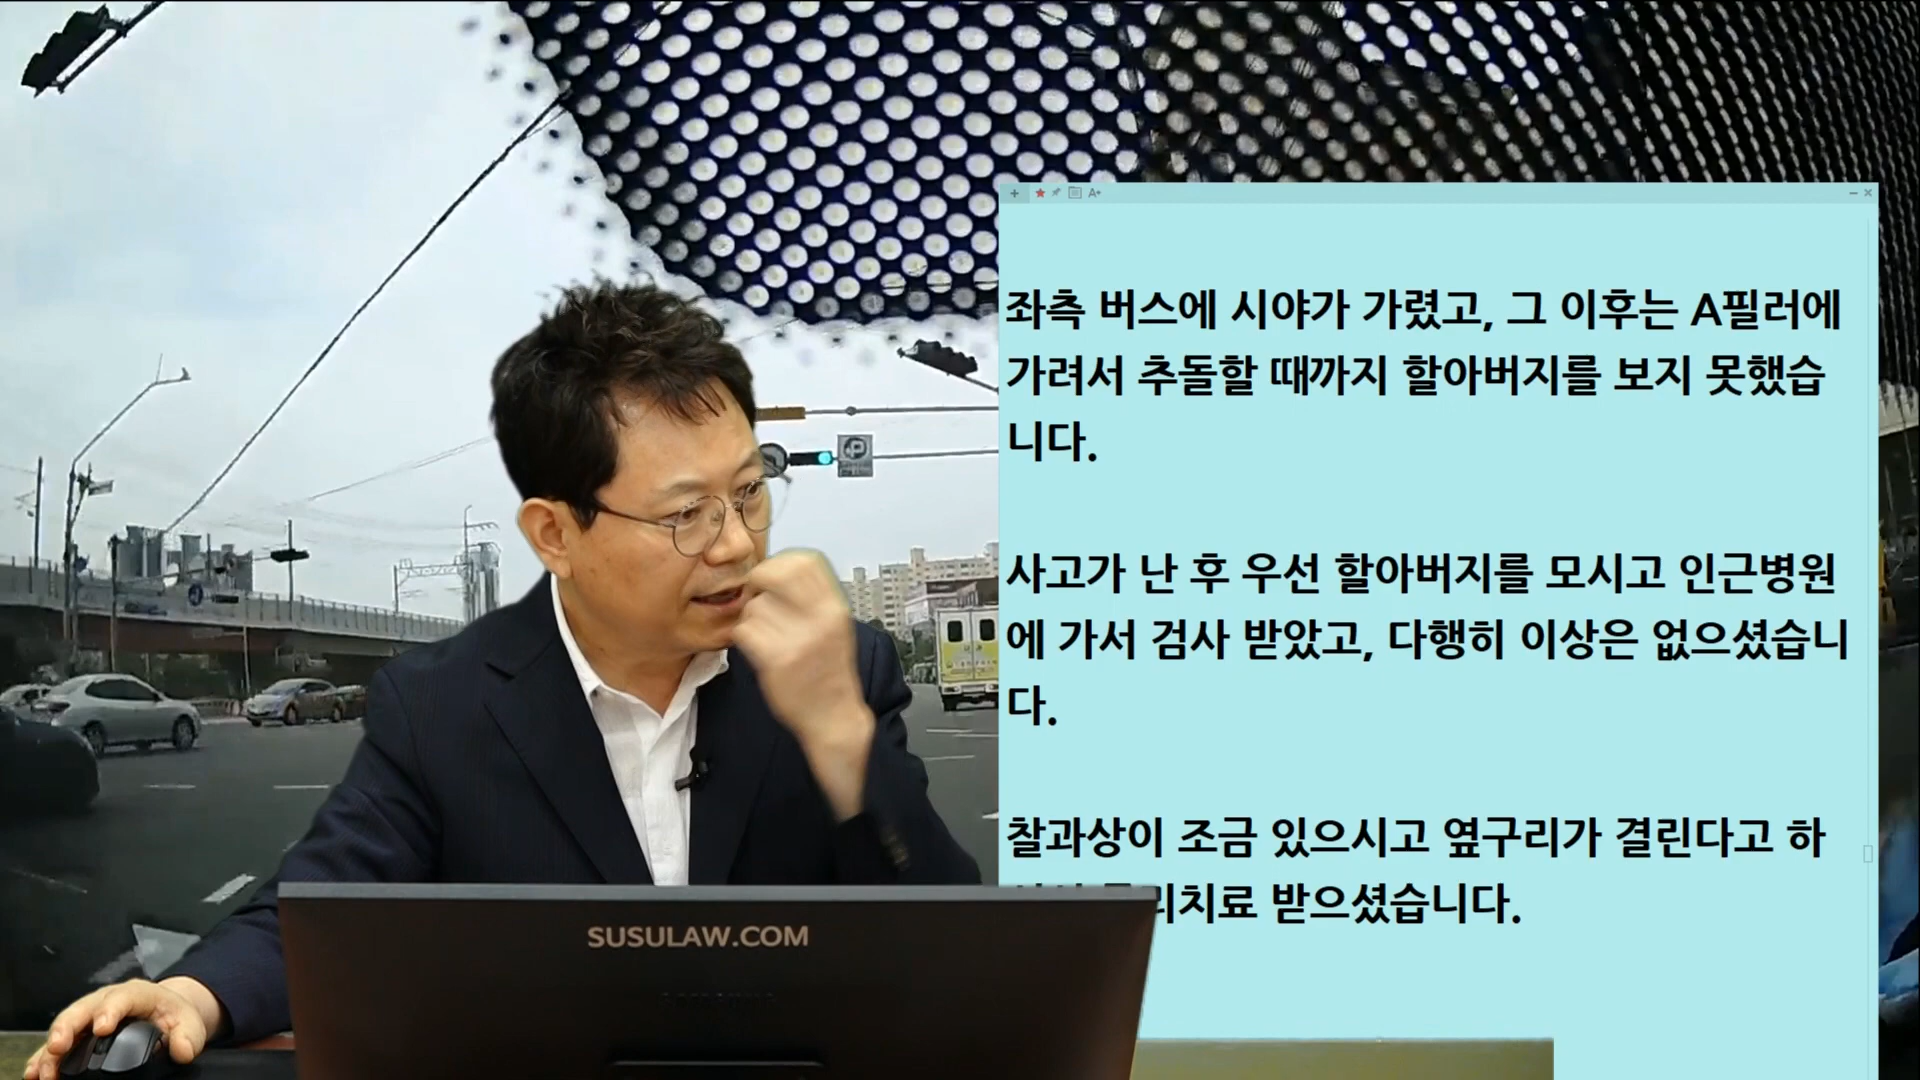 좌측 버스에 시야가 가렸고, 그 이후는 A필러에
가려서 추돌할 때까지 할아버지를 보지 못했습
니다.
사고가 난 후 우선 할아버지를 모시고 인근병원
에 가서 검사 받았고, 다행히 이상은 없으셨습니
다.
찰과상이 조금 있으시고 옆구리가 결린다고 하
받으셨습니다.
SUSULAW.COM
SAMSUNG